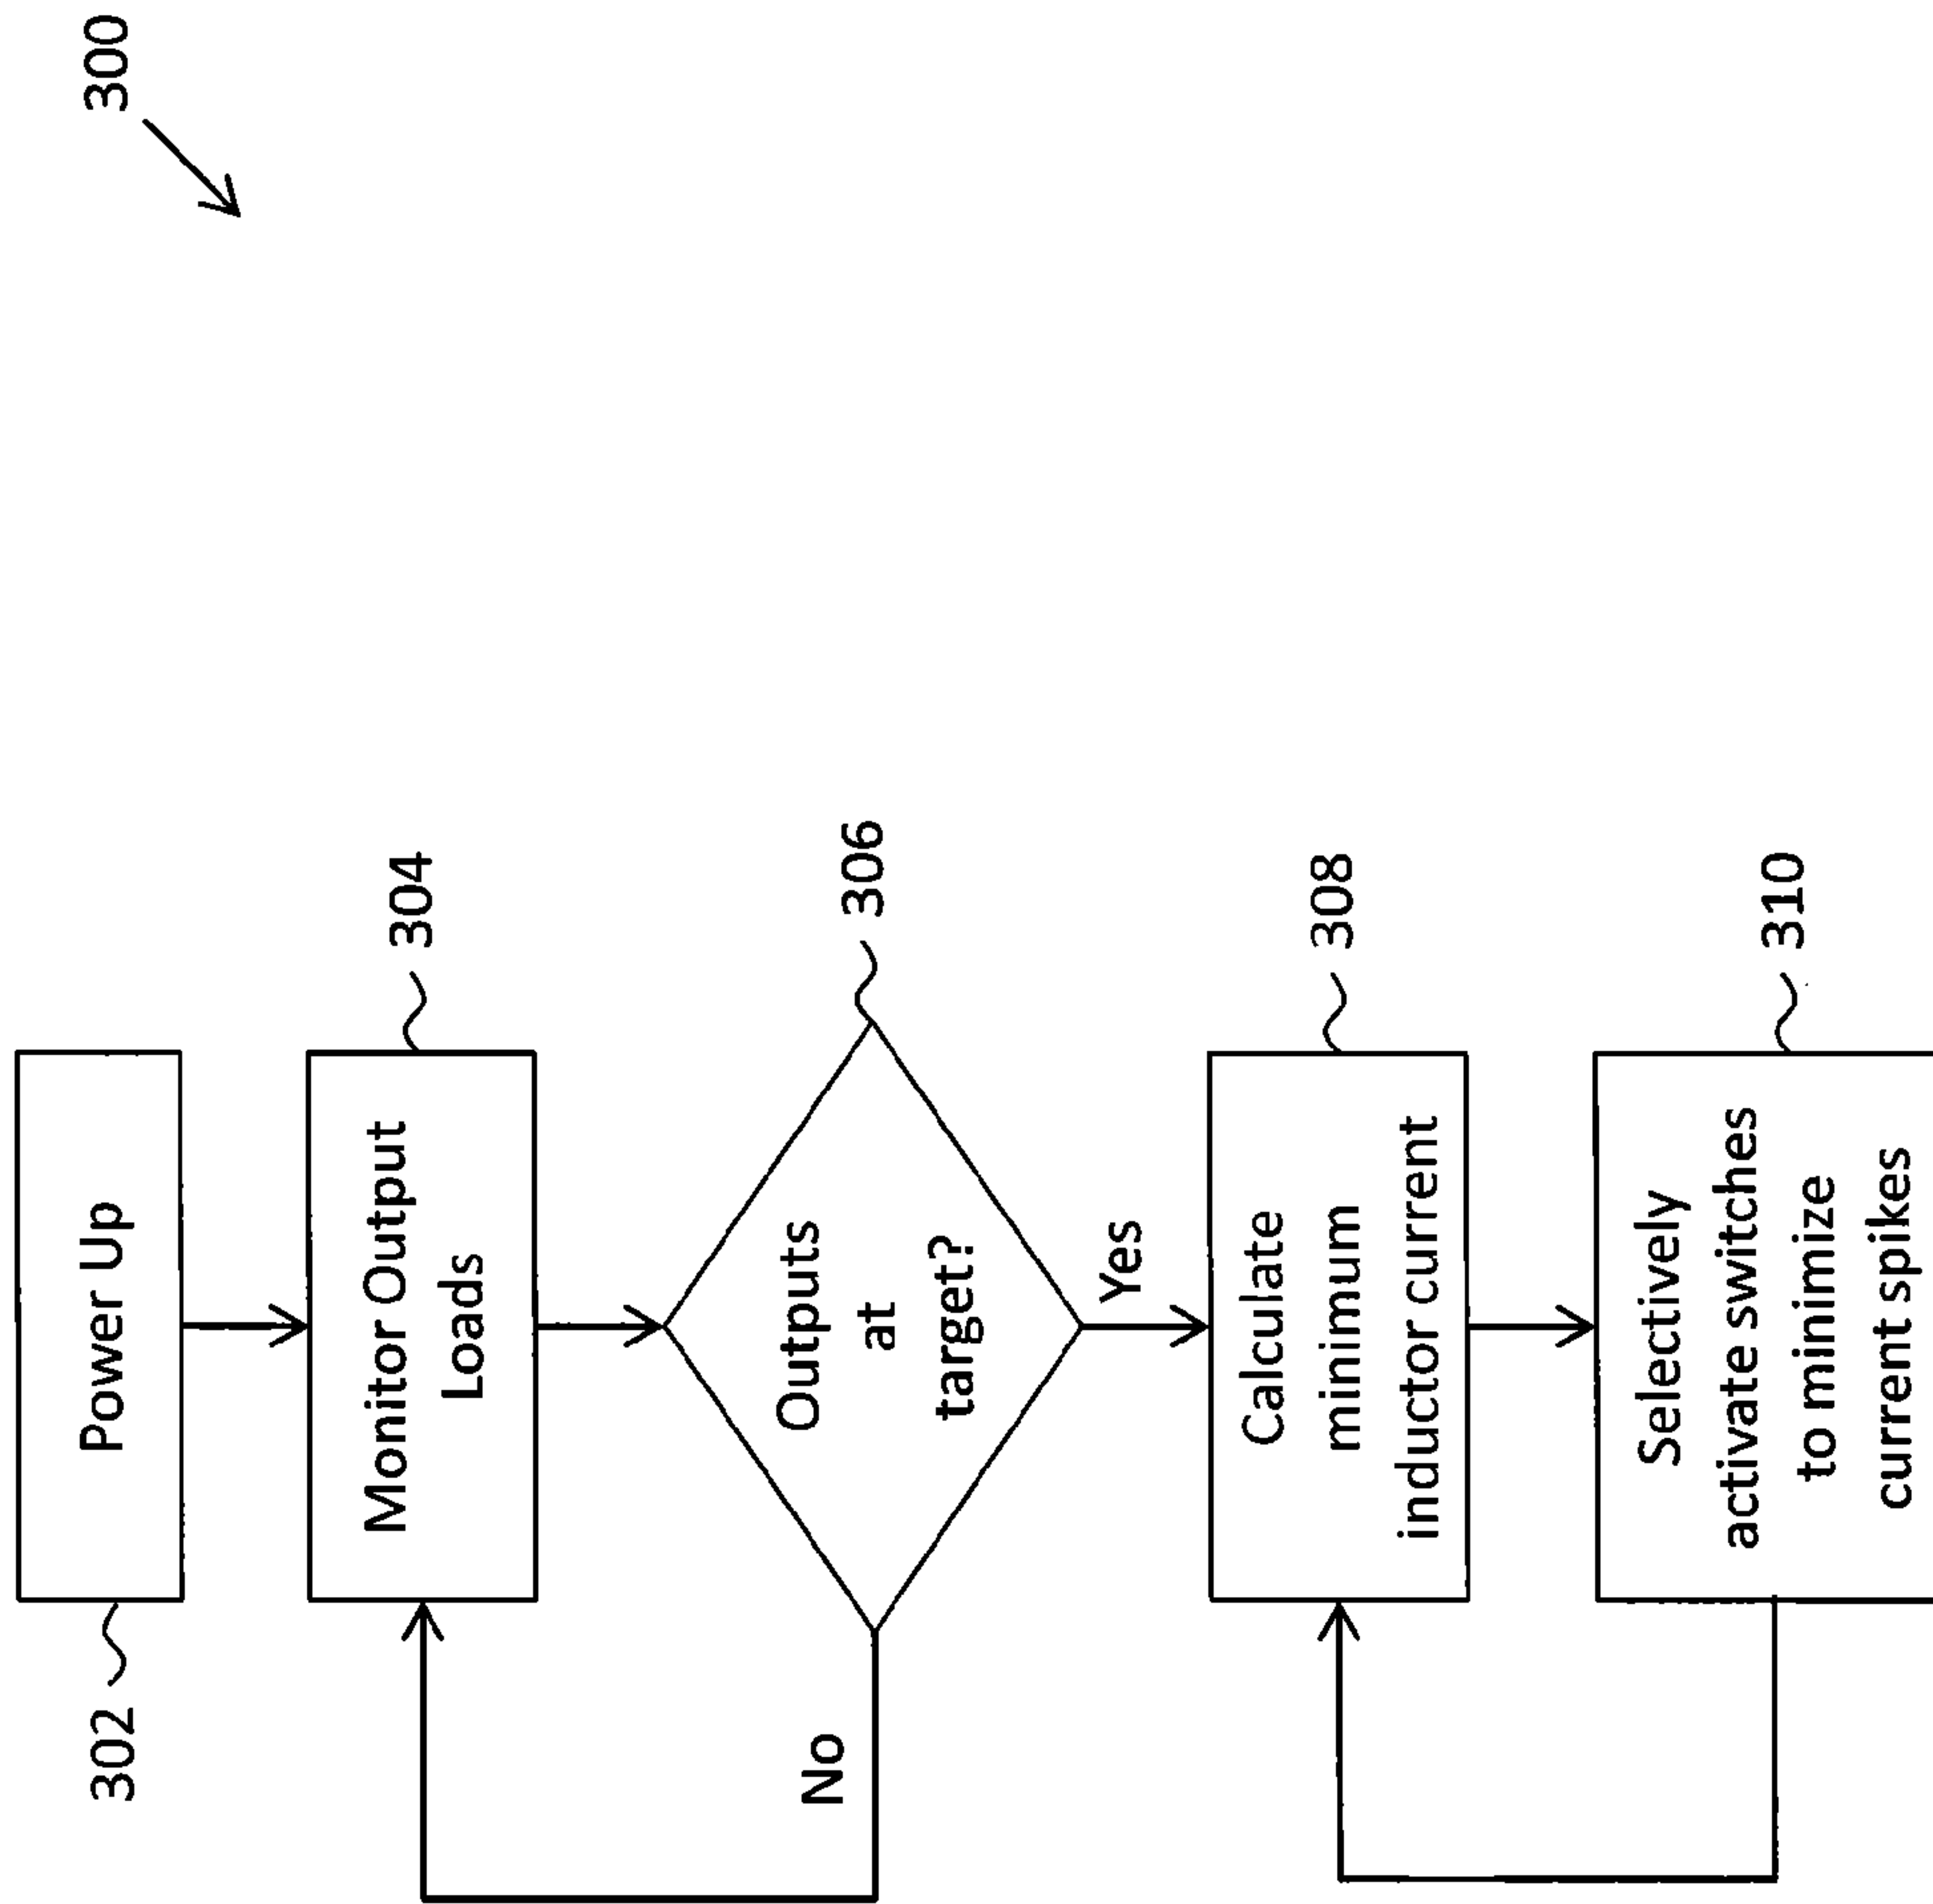 300
302
Power Up
Monitor Output
Loads
304
Outputs
at
target?
306
No
Yes
Calculate
minimum
inductor current
308
Selectively
activate switches
to minimize
current spikes
310